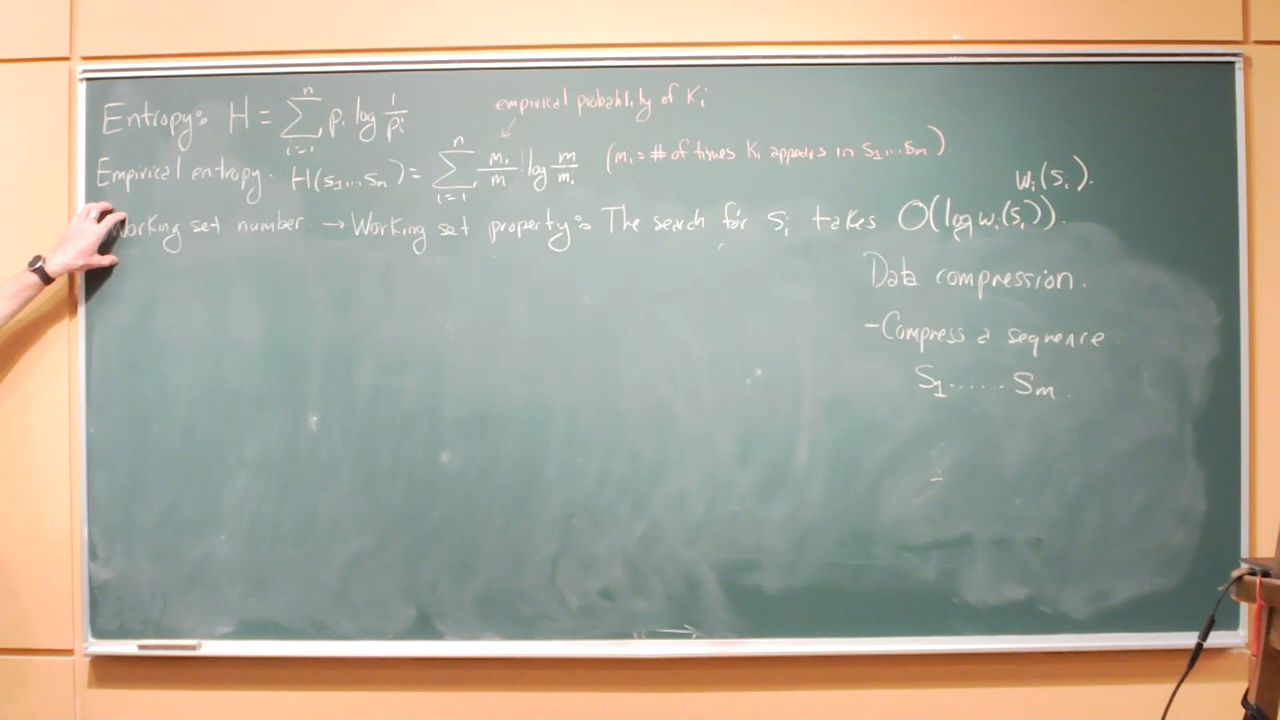 Entropy: H = ∑_{i=1}^{n} p_i log 1/p_i
empirical probability of K_i
Empirical entropy. H(s_1...s_m) = ∑_{i=1}^{n} m_i/m log m/m_i (m_i = # of times K_i appears in s_1...s_m).
w_i(s_i).
Working set number → Working set property: The search for s_i takes O(log w_i(s_i)).
Data compression.
-Compress a sequence
S_1......S_m.
-